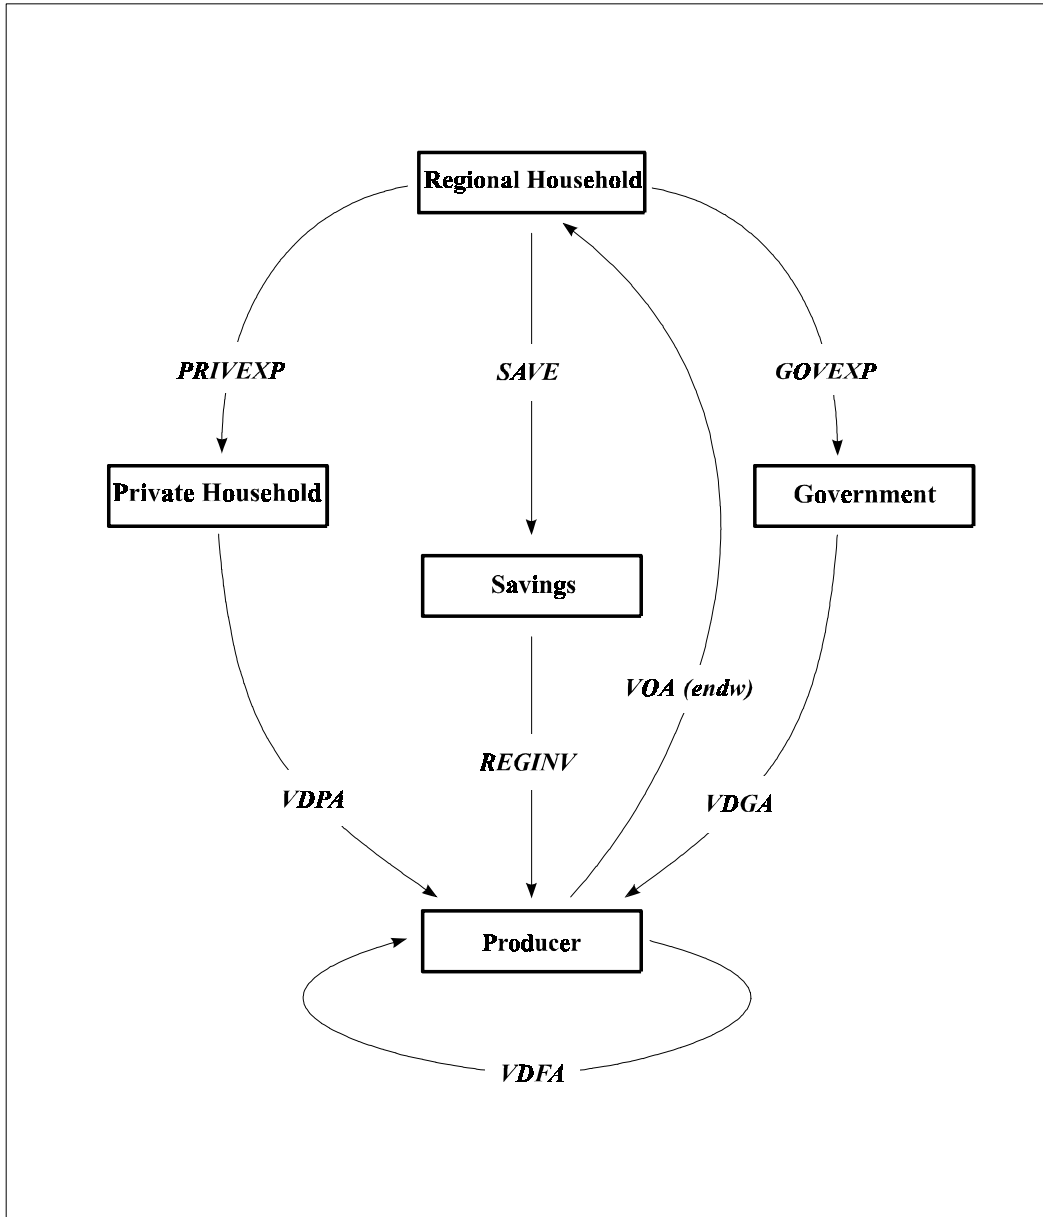 Regional Household
PRIVEXP
SAVE
GOVEXP
Private Household
Government
Savings
VOA (endw)
REGINV
VDPA
VDGA
Producer
VDFA